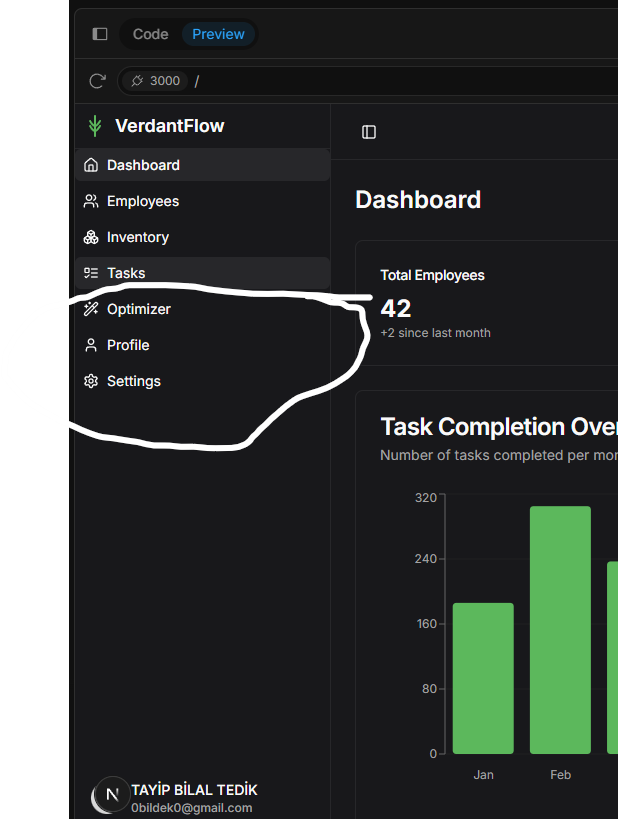 Code Preview
3000 /
VerdantFlow
Dashboard
Employees
Inventory
Tasks
Optimizer
Profile
Settings
TAYİP BİLAL TEDİK
0bildek0@gmail.com
Dashboard
Total Employees
42
+2 since last month
Task Completion Over
Number of tasks completed per mon
320
240
160
80
0
Jan Feb
N